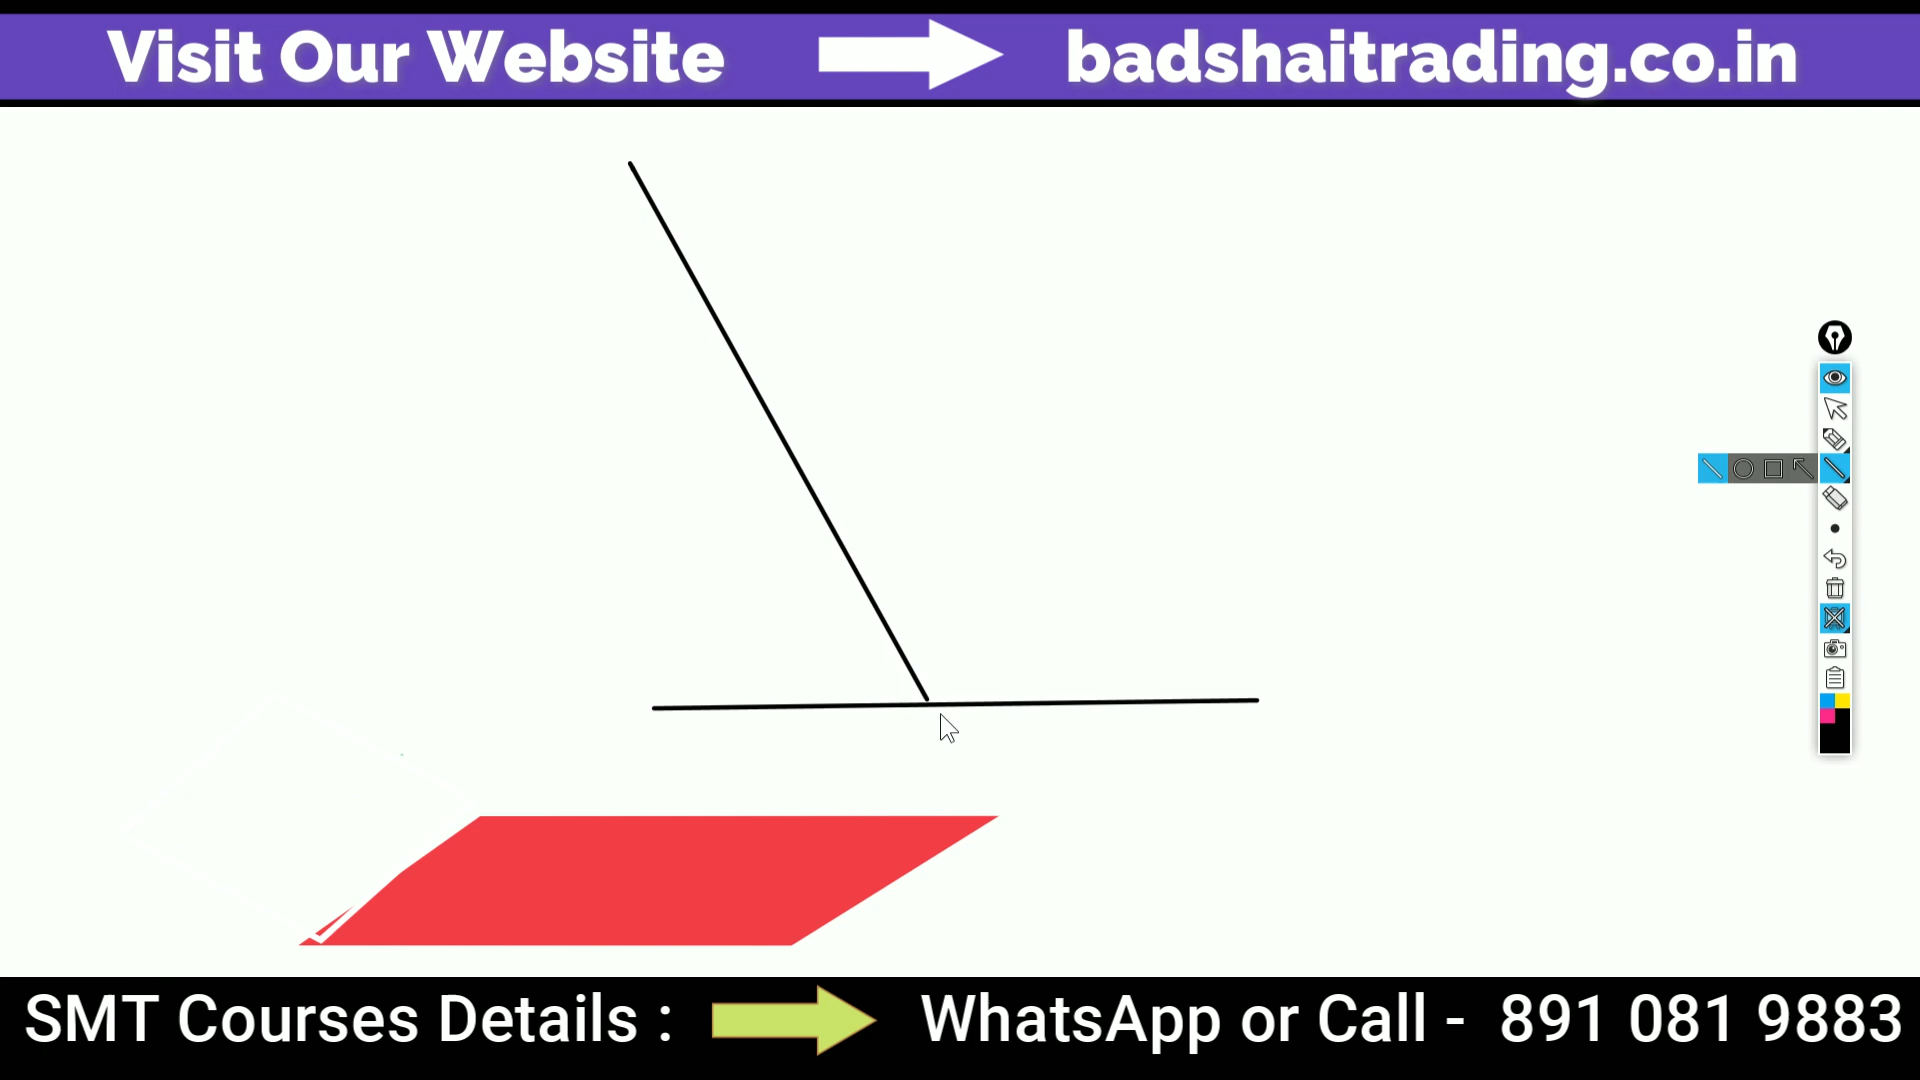 Visit Our Website badshaitrading.co.in
SMT Courses Details : WhatsApp or Call - 891 081 9883